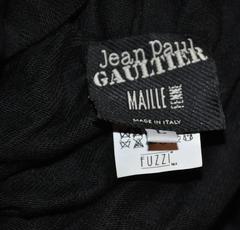 Jean Paul
GAULTIER
MAILLE FEMME
MADE IN ITALY
L
FUZZI